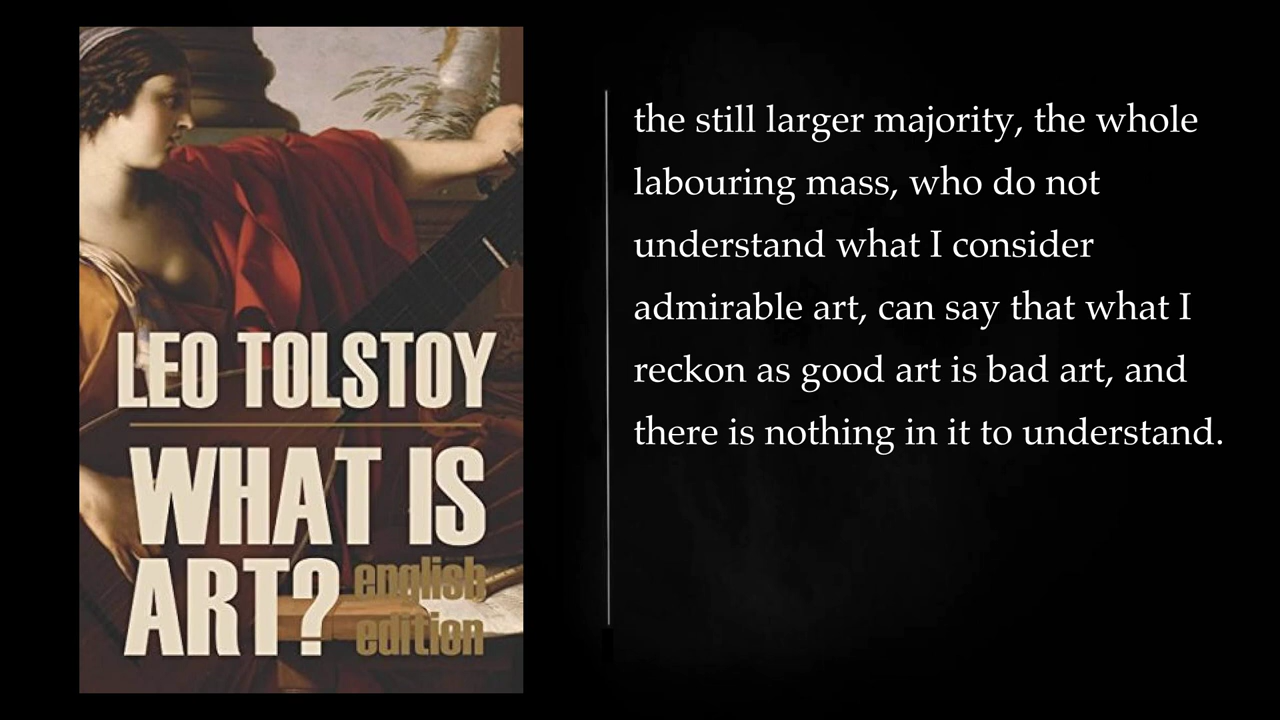 LEO TOLSTOY
WHAT IS
ART?
english
edition
the still larger majority, the whole
labouring mass, who do not
understand what I consider
admirable art, can say that what I
reckon as good art is bad art, and
there is nothing in it to understand.